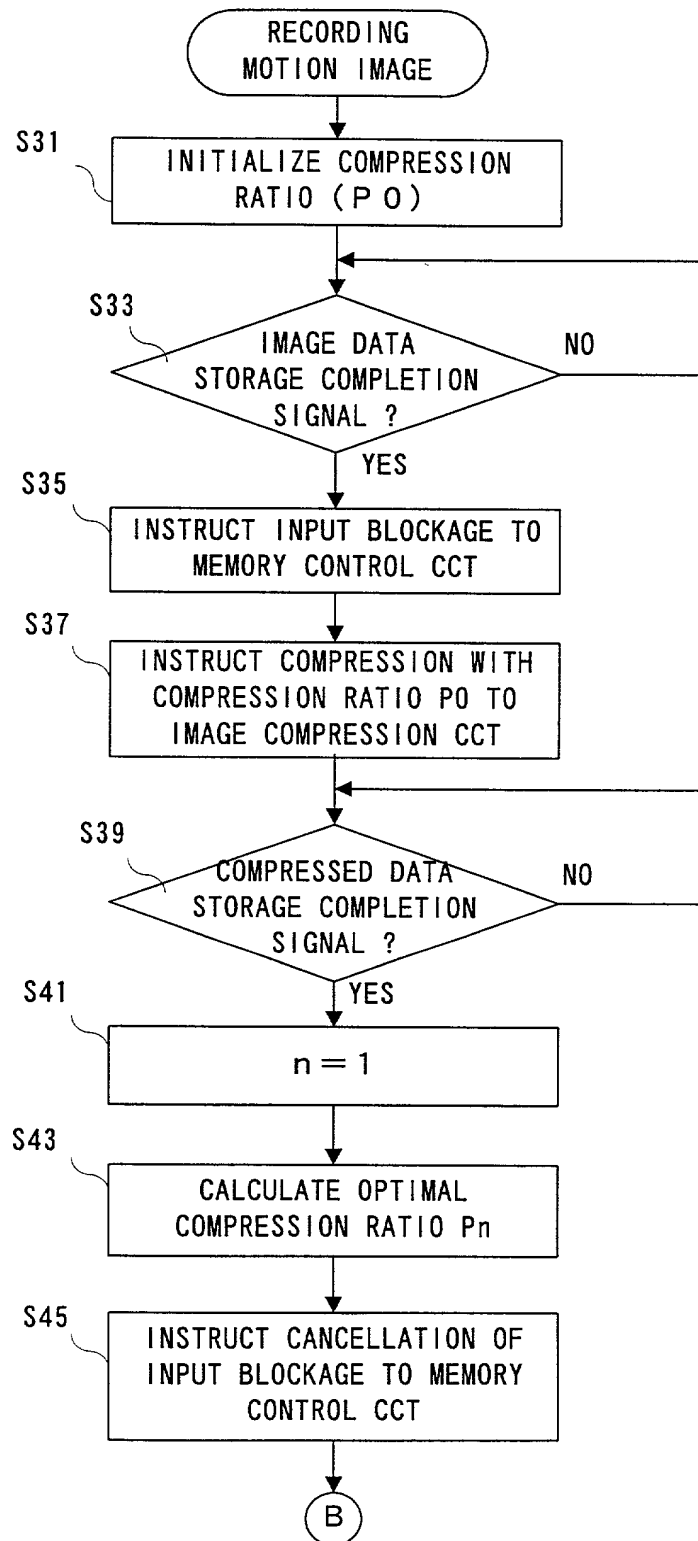 RECORDING
MOTION IMAGE
S31
INITIALIZE COMPRESSION
RATIO (P0)
S33
IMAGE DATA
STORAGE COMPLETION
SIGNAL ?
NO
YES
S35
INSTRUCT INPUT BLOCKAGE TO
MEMORY CONTROL CCT
S37
INSTRUCT COMPRESSION WITH
COMPRESSION RATIO P0 TO
IMAGE COMPRESSION CCT
S39
COMPRESSED DATA
STORAGE COMPLETION
SIGNAL ?
NO
YES
S41
n=1
S43
CALCULATE OPTIMAL
COMPRESSION RATIO Pn
S45
INSTRUCT CANCELLATION OF
INPUT BLOCKAGE TO MEMORY
CONTROL CCT
B